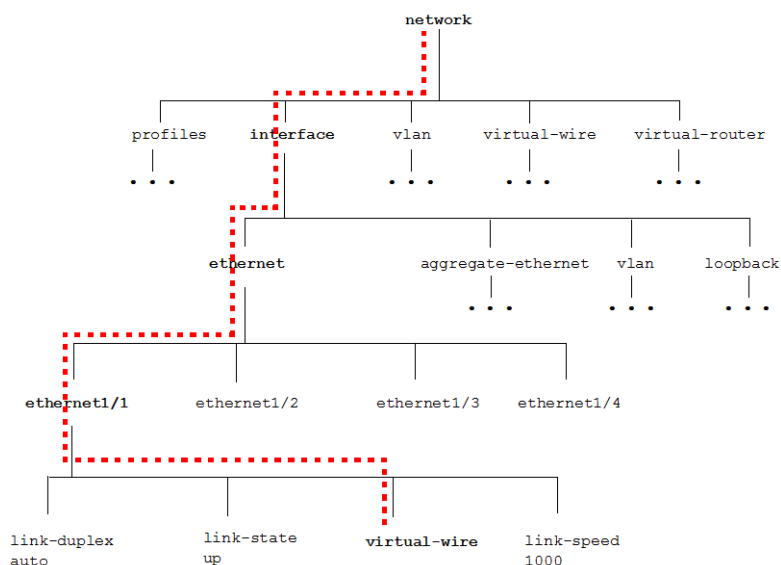 network
profiles interface vlan virtual-wire virtual-router
... ... ... ...
ethernet aggregate-ethernet vlan loopback
... ... ...
ethernet1/1 ethernet1/2 ethernet1/3 ethernet1/4
link-duplex link-state virtual-wire link-speed
auto up 1000